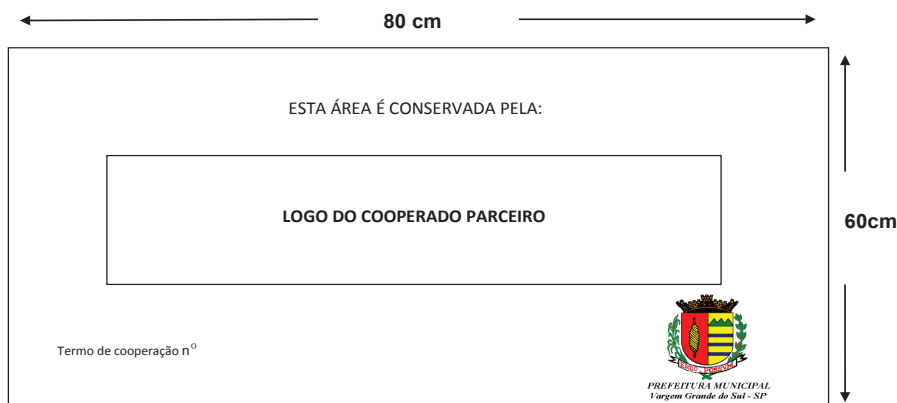 80 cm
ESTA ÁREA É CONSERVADA PELA:
LOGO DO COOPERADO PARCEIRO
60cm
Termo de cooperação nº
PREFEITURA MUNICIPAL
Vargem Grande do Sul - SP